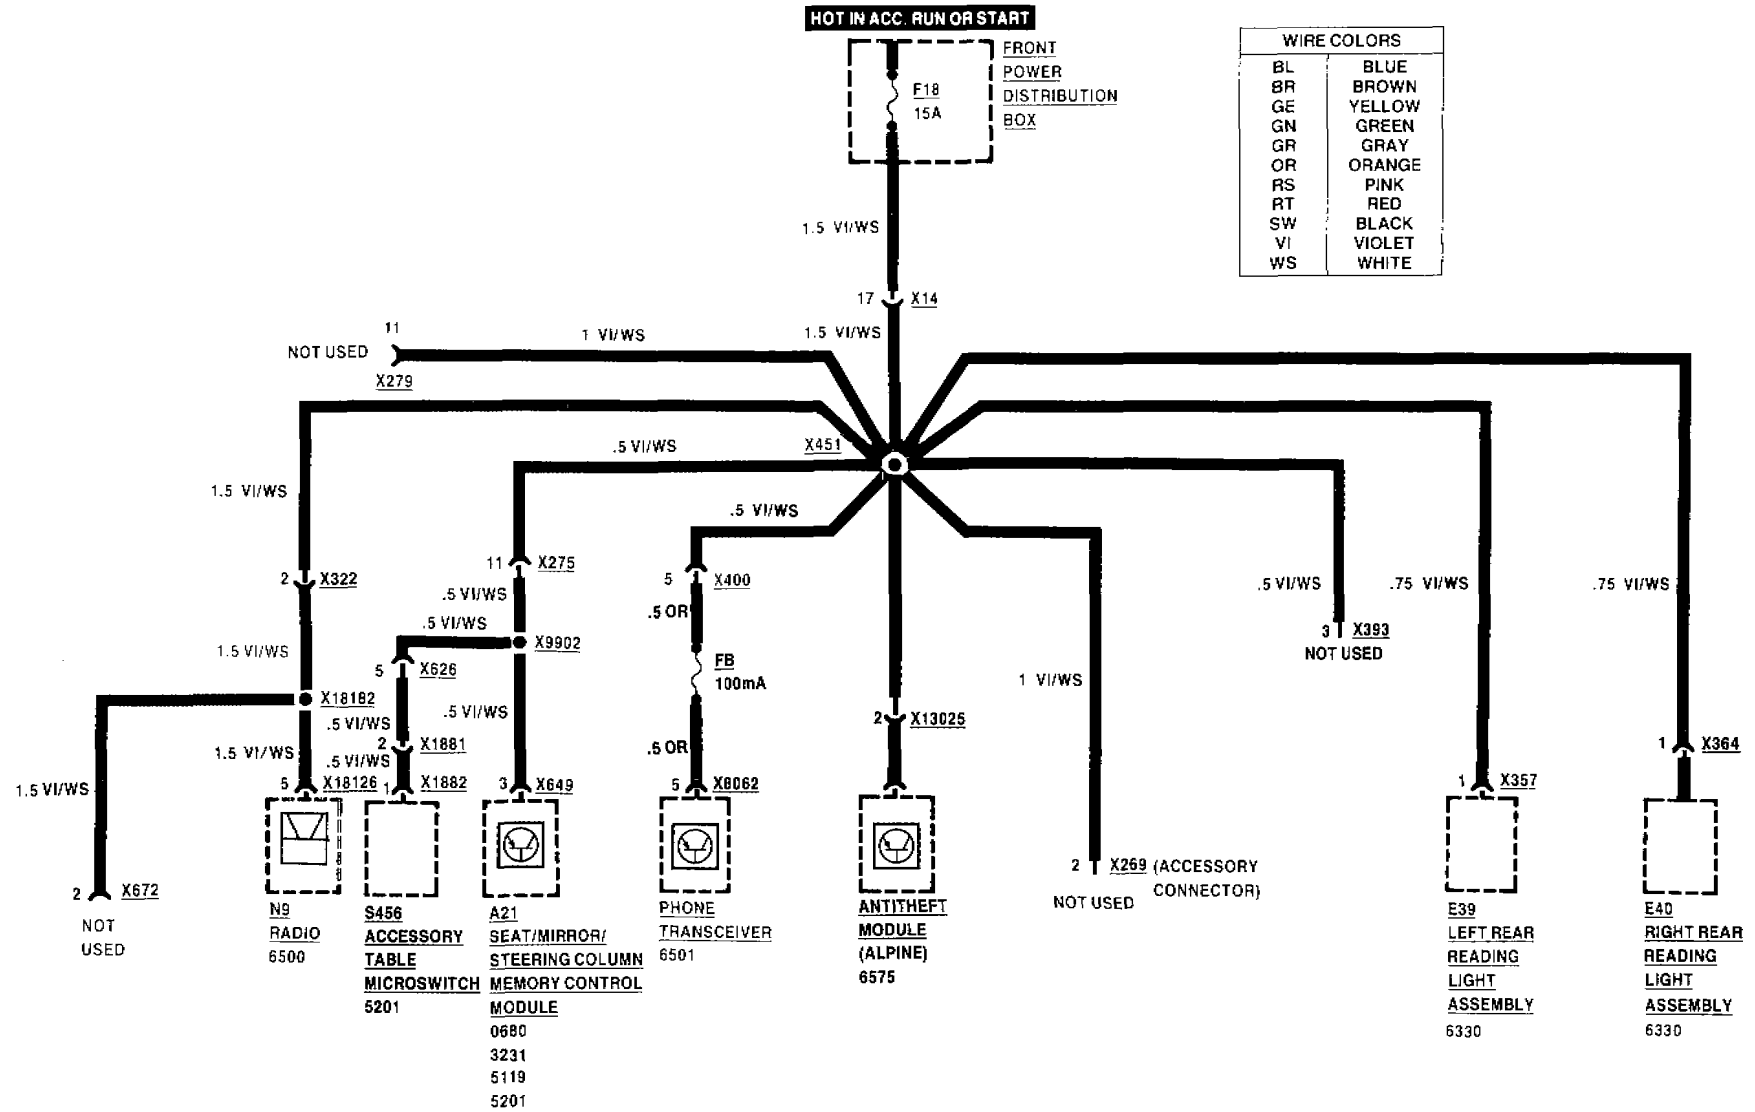 HOT IN ACC. RUN OR START
FRONT
POWER
DISTRIBUTION
BOX
F18
15A
WIRE COLORS
BL BLUE
BR BROWN
GE YELLOW
GN GREEN
GR GRAY
OR ORANGE
RS PINK
RT RED
SW BLACK
VI VIOLET
WS WHITE
1.5 VI/WS
17 X14
1.5 VI/WS
11
NOT USED
X279
1 VI/WS
X451
.5 VI/WS
1.5 VI/WS
.5 VI/WS
2 X322
11 X275
.5 VI/WS
5 X400
.5 OR
.5 VI/WS
.75 VI/WS
.75 VI/WS
.5 VI/WS
X9902
3 X393
NOT USED
1.5 VI/WS
5 X626
FB
100mA
1 VI/WS
X18182
.5 VI/WS
.5 VI/WS
2 X13025
2 X1881
.5 OR
1 X364
1.5 VI/WS
.5 VI/WS
1.5 VI/WS
5 X18126
1 X1882
3 X649
5 X8062
1 X357
2 X672
NOT
USED
2 X269 (ACCESSORY
CONNECTOR)
NOT USED
N9
RADIO
6500
S456
ACCESSORY
TABLE
MICROSWITCH
5201
A21
SEAT/MIRROR/
STEERING COLUMN
MEMORY CONTROL
MODULE
0680
3231
5119
5201
PHONE
TRANSCEIVER
6501
ANTITHEFT
MODULE
(ALPINE)
6575
E39
LEFT REAR
READING
LIGHT
ASSEMBLY
6330
E40
RIGHT REAR
READING
LIGHT
ASSEMBLY
6330